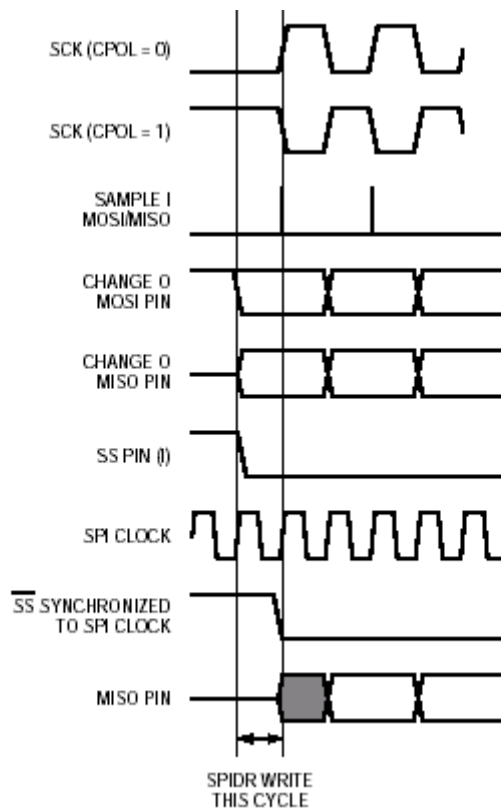 SCK (CPOL = 0)
SCK (CPOL = 1)
SAMPLE I
MOSI/MISO
CHANGE O
MOSI PIN
CHANGE O
MISO PIN
SS PIN (I)
SPI CLOCK
SS SYNCHRONIZED
TO SPI CLOCK
MISO PIN
SPIDR WRITE
THIS CYCLE